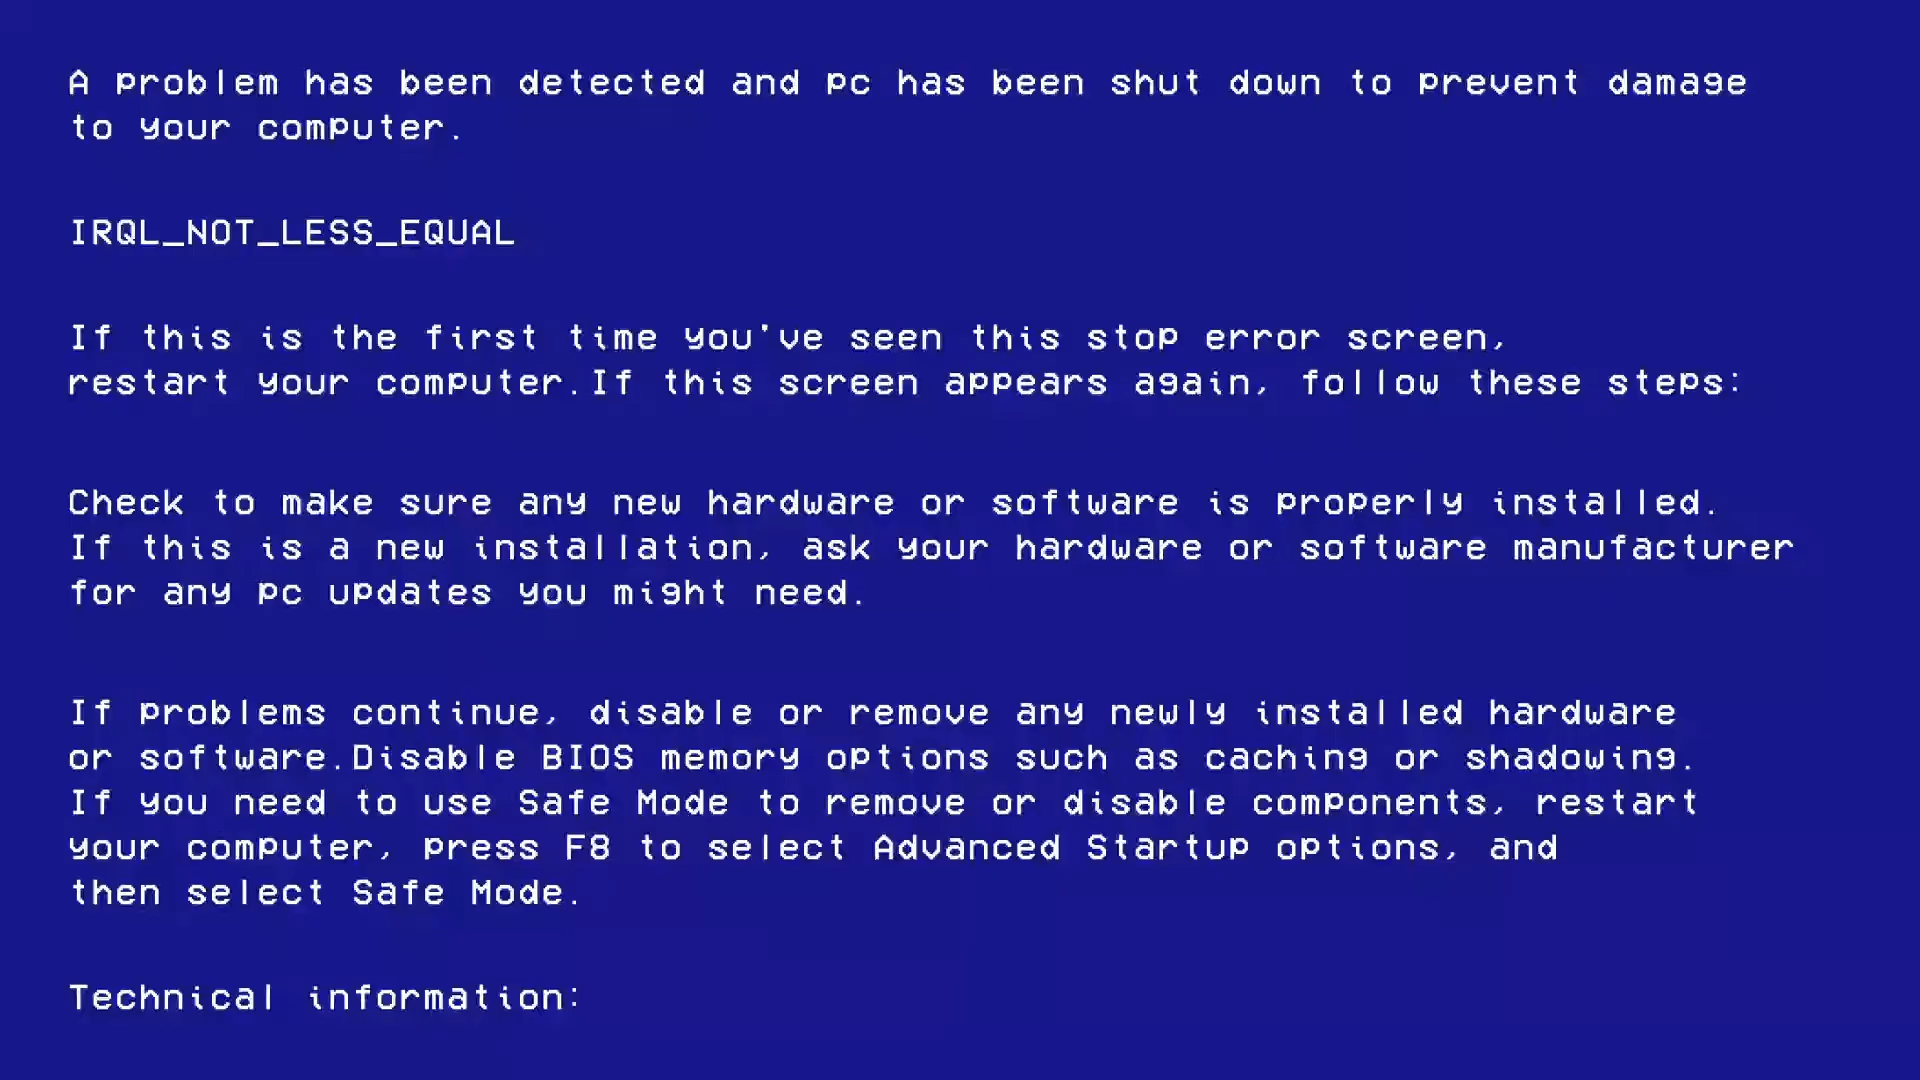 A problem has been detected and pc has been shut down to prevent damage
to your computer.
IRQL_NOT_LESS_EQUAL
If this is the first time you've seen this stop error screen,
restart your computer.If this screen appears again, follow these steps:
Check to make sure any new hardware or software is properly installed.
If this is a new installation, ask your hardware or software manufacturer
for any pc updates you might need.
If problems continue, disable or remove any newly installed hardware
or software.Disable BIOS memory options such as caching or shadowing.
If you need to use Safe Mode to remove or disable components, restart
your computer, press F8 to select Advanced Startup options, and
then select Safe Mode.
Technical information: